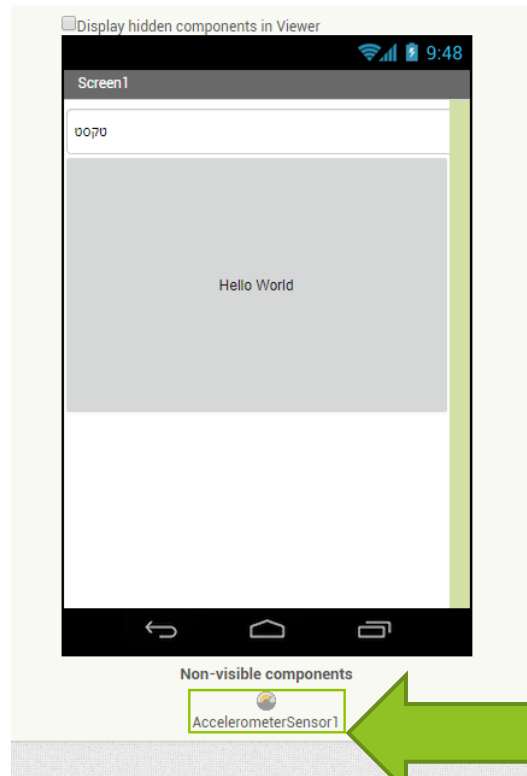 Display hidden components in Viewer
9:48
Screen1
טקסט
Hello World
Non-visible components
AccelerometerSensor1